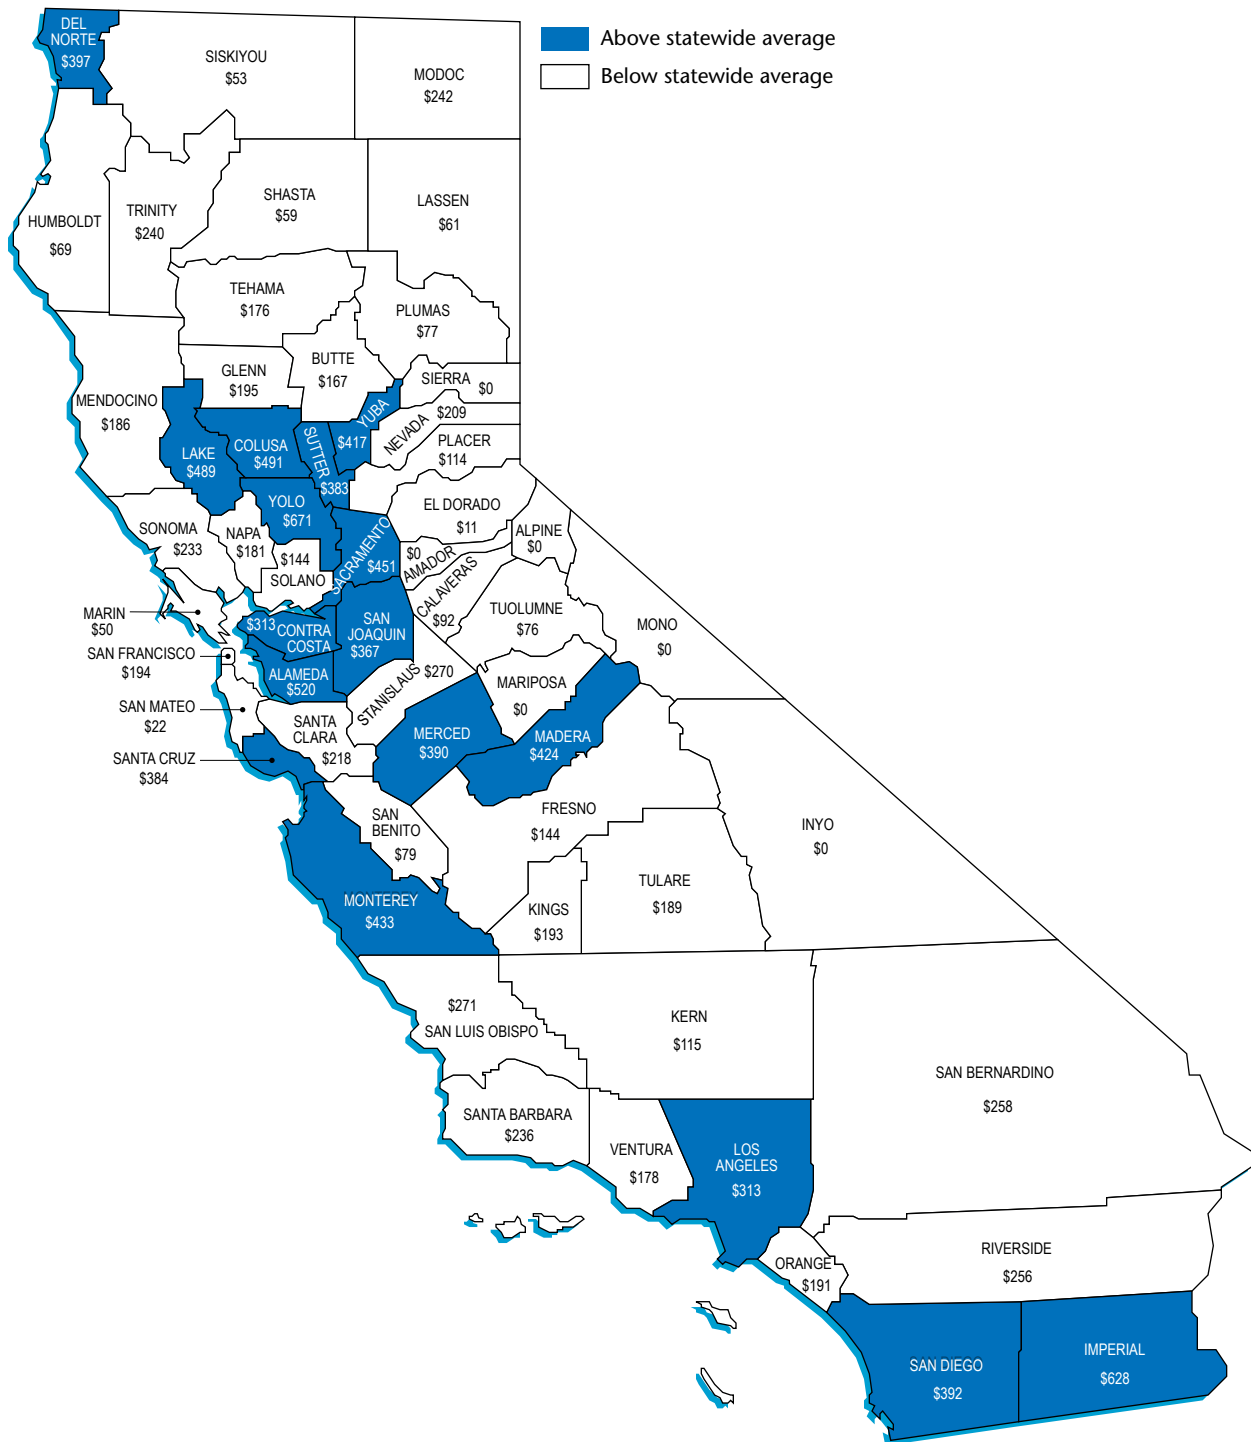 Above statewide average
Below statewide average
DEL
NORTE
$397
SISKIYOU
$53
MODOC
$242
HUMBOLDT
$69
TRINITY
$240
SHASTA
$59
LASSEN
$61
TEHAMA
$176
PLUMAS
$77
BUTTE
$167
GLENN
$195
SIERRA
$0
MENDOCINO
$186
LAKE
$489
COLUSA
$491
SUTTER
$383
YUBA
$417
NEVADA
$209
PLACER
$114
YOLO
$671
EL DORADO
$11
ALPINE
$0
SONOMA
$233
NAPA
$181
$144
SOLANO
SACRAMENTO
$451
$0
AMADOR
CALAVERAS
$92
TUOLUMNE
$76
MONO
$0
MARIN
$50
$313
CONTRA
COSTA
SAN
JOAQUIN
$367
SAN FRANCISCO
$194
ALAMEDA
$520
STANISLAUS
$270
MARIPOSA
$0
SAN MATEO
$22
SANTA
CLARA
$218
MERCED
$390
MADERA
$424
SANTA CRUZ
$384
SAN
BENITO
$79
FRESNO
$144
INYO
$0
MONTEREY
$433
KINGS
$193
TULARE
$189
$271
SAN LUIS OBISPO
KERN
$115
SAN BERNARDINO
$258
SANTA BARBARA
$236
VENTURA
$178
LOS
ANGELES
$313
ORANGE
$191
RIVERSIDE
$256
SAN DIEGO
$392
IMPERIAL
$628